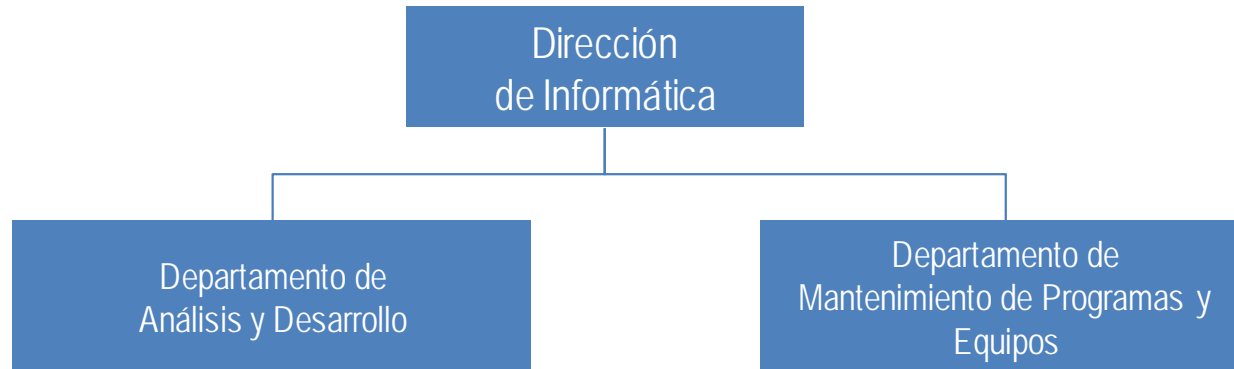 Dirección
de Informática
Departamento de
Análisis y Desarrollo
Departamento de
Mantenimiento de Programas y
Equipos